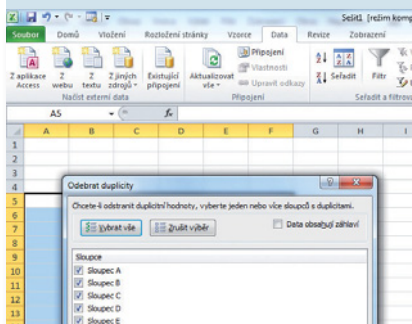 Sešit1 [režim komp
Soubor Domů Vložení Rozložení stránky Vzorce Data Revize Zobrazení
Z aplikace Access Z webu Z textu Z jiných zdrojů Existující připojení Aktualizovat vše Připojení Vlastnosti Upravit odkazy Seřadit Filtr
Načíst externí data Připojení Seřadit a filtrova
A5 fx
A B C D E F G H I
1
2
3
4
Odebrat duplicity
5
Chcete-li odstranit duplicitní hodnoty, vyberte jeden nebo více sloupců s duplicitami.
6
7
Vybrat vše Zrušit výběr Data obsahují záhlaví
8
9
Sloupce
10
Sloupec A
11
Sloupec B
12
Sloupec C
Sloupec D
13
Sloupec E